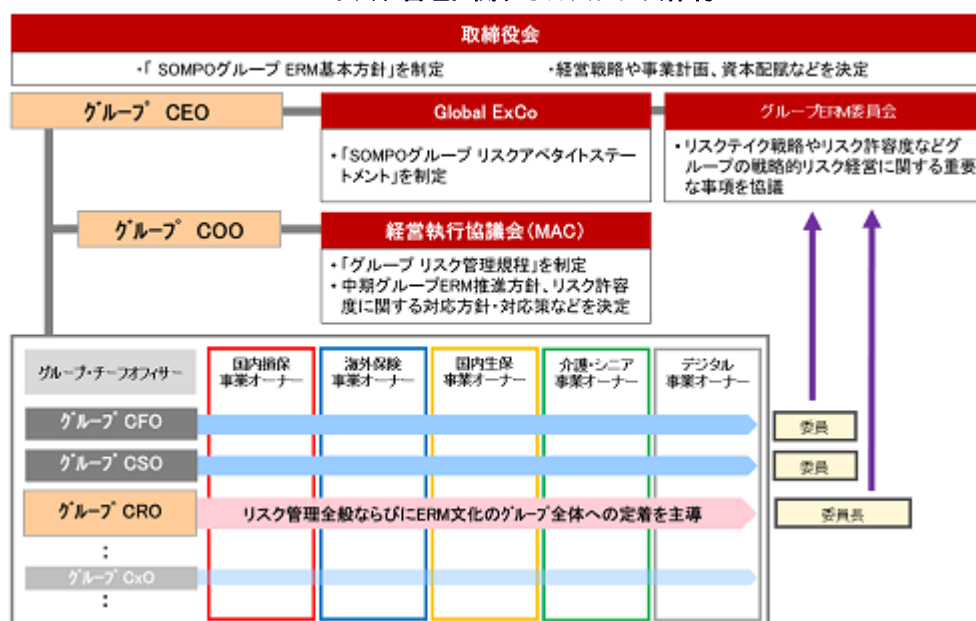 取締役会
・「 SOMPOグループ ERM基本方針」を制定
・経営戦略や事業計画、資本配賦などを決定
グループ CEO
Global ExCo
グループERM委員会
・「SOMPOグループ リスクアペタイトステー
トメント」を制定
・リスクテイク戦略やリスク許容度などグ
ループの戦略的リスク経営に関する重要
な事項を協議
グループ COO
経営執行協議会(MAC)
・「グループ リスク管理規程」を制定
・中期グループERM推進方針、リスク許容
度に関する対応方針・対応策などを決定
グループ・チーフオフィサー
国内損保
事業オーナー
海外保険
事業オーナー
国内生保
事業オーナー
介護・シニア
事業オーナー
デジタル
事業オーナー
グループ CFO
委員
グループ CSO
委員
グループ CRO
リスク管理全般ならびにERM文化のグループ全体への定着を主導
委員長
:
グループ CxO
: